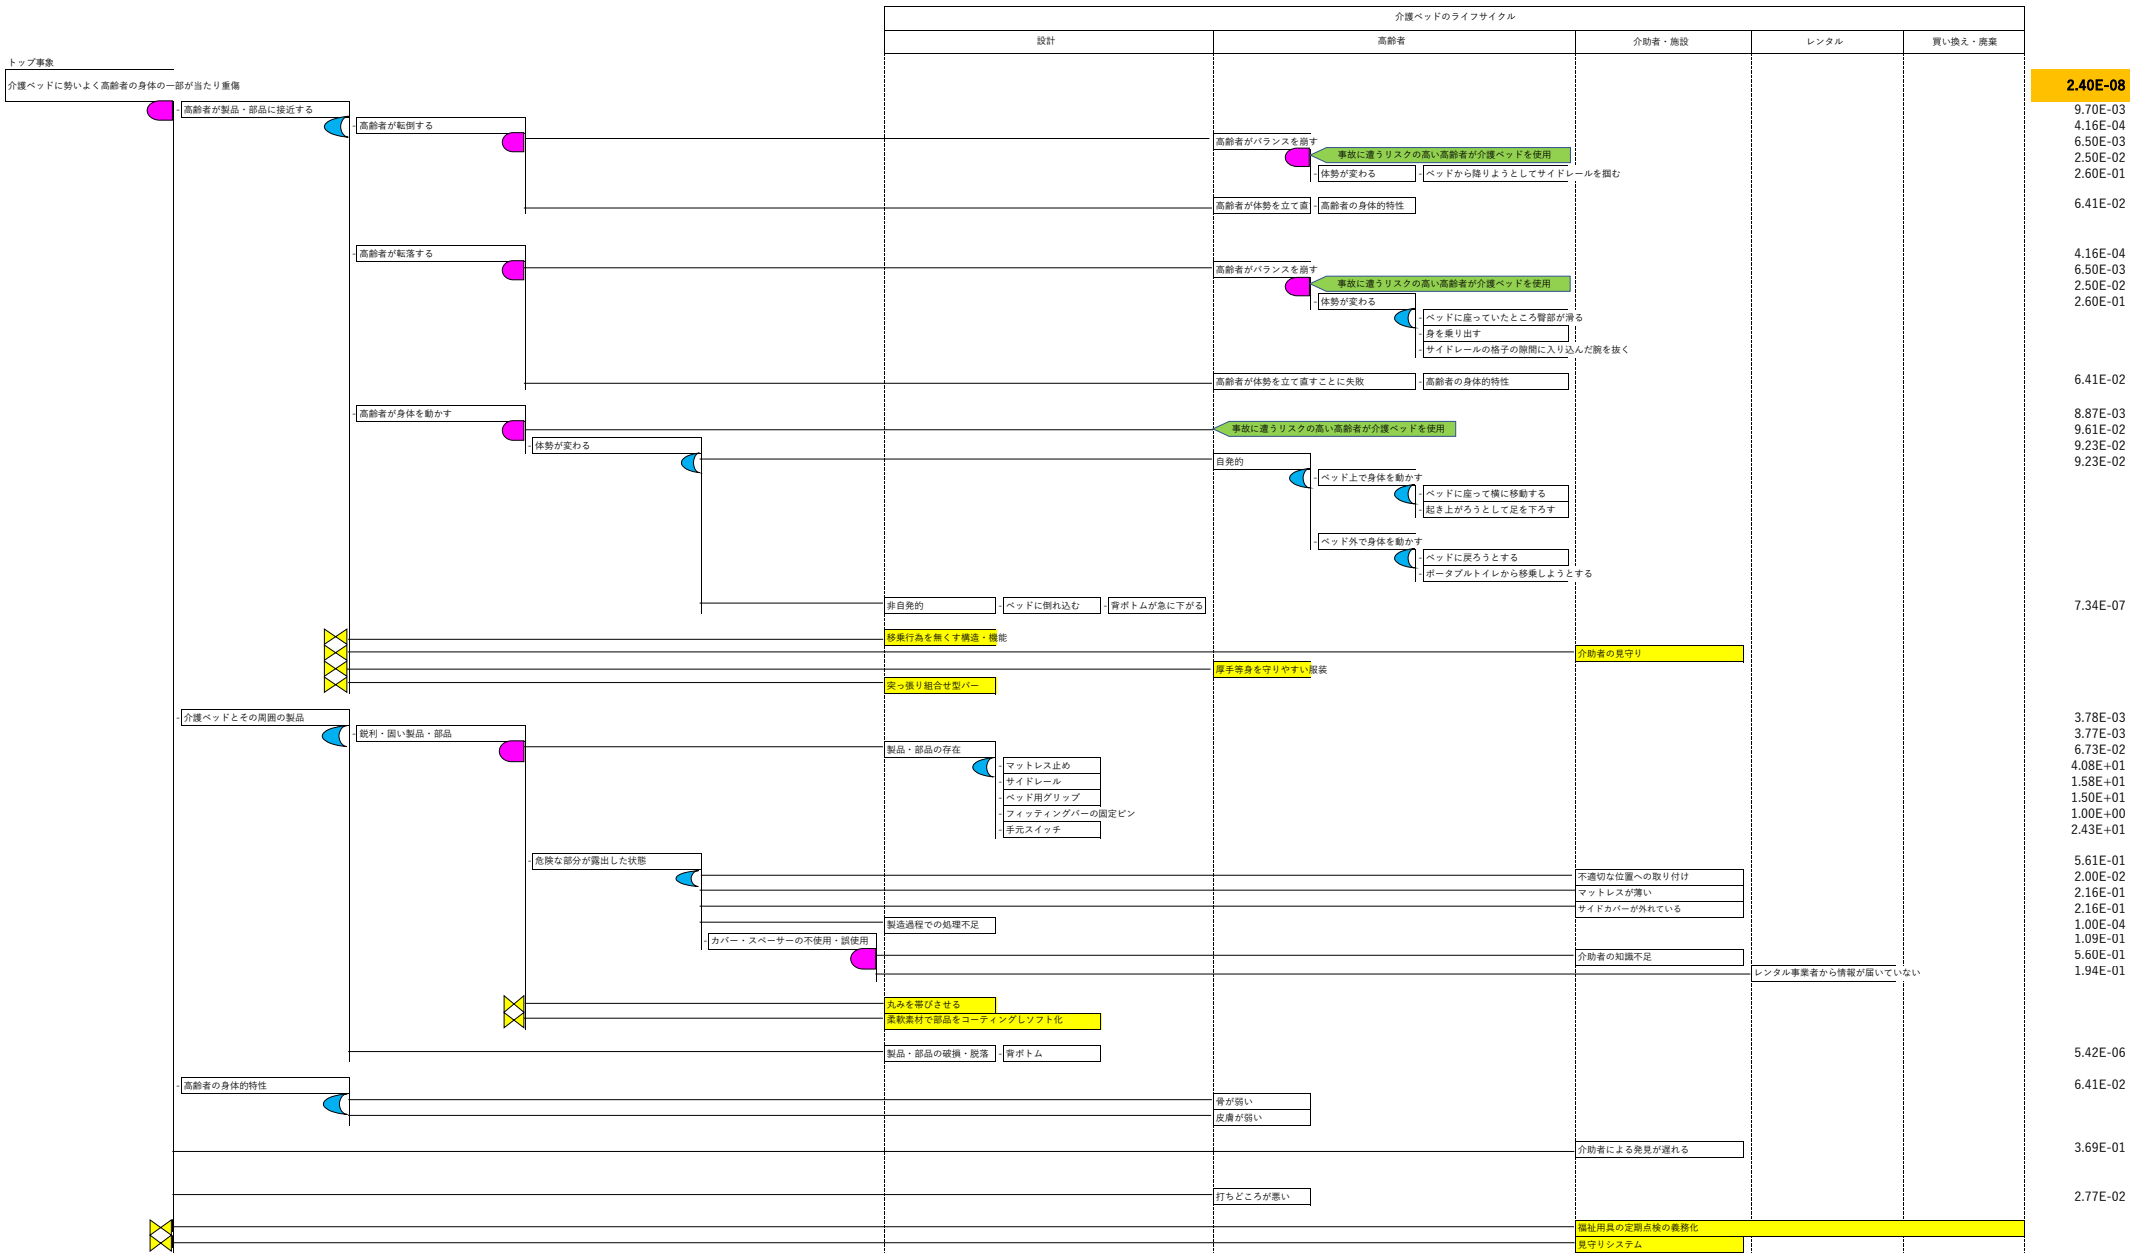 介護ベッドのライフサイクル
設計
高齢者
介助者・施設
レンタル
買い換え・廃棄
トップ事象
介護ベッドに勢いよく高齢者の身体の一部が当たり重傷
2.40E-08
高齢者が製品・部品に接近する
9.70E-03
高齢者が転倒する
4.16E-04
高齢者がバランスを崩す
6.50E-03
事故に遭うリスクの高い高齢者が介護ベッドを使用
2.50E-02
体勢が変わる
ベッドから降りようとしてサイドレールを掴む
2.60E-01
高齢者が体勢を立て直
高齢者の身体的特性
6.41E-02
高齢者が転落する
4.16E-04
高齢者がバランスを崩す
6.50E-03
事故に遭うリスクの高い高齢者が介護ベッドを使用
2.50E-02
体勢が変わる
2.60E-01
ベッドに座っていたところ臀部が滑る
身を乗り出す
サイドレールの格子の隙間に入り込んだ腕を抜く
高齢者が体勢を立て直すことに失敗
高齢者の身体的特性
6.41E-02
高齢者が身体を動かす
8.87E-03
事故に遭うリスクの高い高齢者が介護ベッドを使用
9.61E-02
体勢が変わる
9.23E-02
自発的
9.23E-02
ベッド上で身体を動かす
ベッドに座って横に移動する
起き上がろうとして足を下ろす
ベッド外で身体を動かす
ベッドに戻ろうとする
ポータブルトイレから移乗しようとする
非自発的
ベッドに倒れ込む
背ボトムが急に下がる
7.34E-07
移乗行為を無くす構造・機能
介助者の見守り
厚手等身を守りやすい服装
突っ張り組合せ型バー
介護ベッドとその周囲の製品
3.78E-03
鋭利・固い製品・部品
3.77E-03
製品・部品の存在
6.73E-02
マットレス止め
4.08E+01
サイドレール
1.58E+01
ベッド用グリップ
1.50E+01
フィッティングバーの固定ピン
1.00E+00
手元スイッチ
2.43E+01
危険な部分が露出した状態
5.61E-01
不適切な位置への取り付け
2.00E-02
マットレスが薄い
2.16E-01
サイドカバーが外れている
2.16E-01
製造過程での処理不足
1.00E-04
カバー・スペーサーの不使用・誤使用
1.09E-01
介助者の知識不足
5.60E-01
レンタル事業者から情報が届いていない
1.94E-01
丸みを帯びさせる
柔軟素材で部品をコーティングしソフト化
製品・部品の破損・脱落
背ボトム
5.42E-06
高齢者の身体的特性
6.41E-02
骨が弱い
皮膚が弱い
介助者による発見が遅れる
3.69E-01
打ちどころが悪い
2.77E-02
福祉用具の定期点検の義務化
見守りシステム